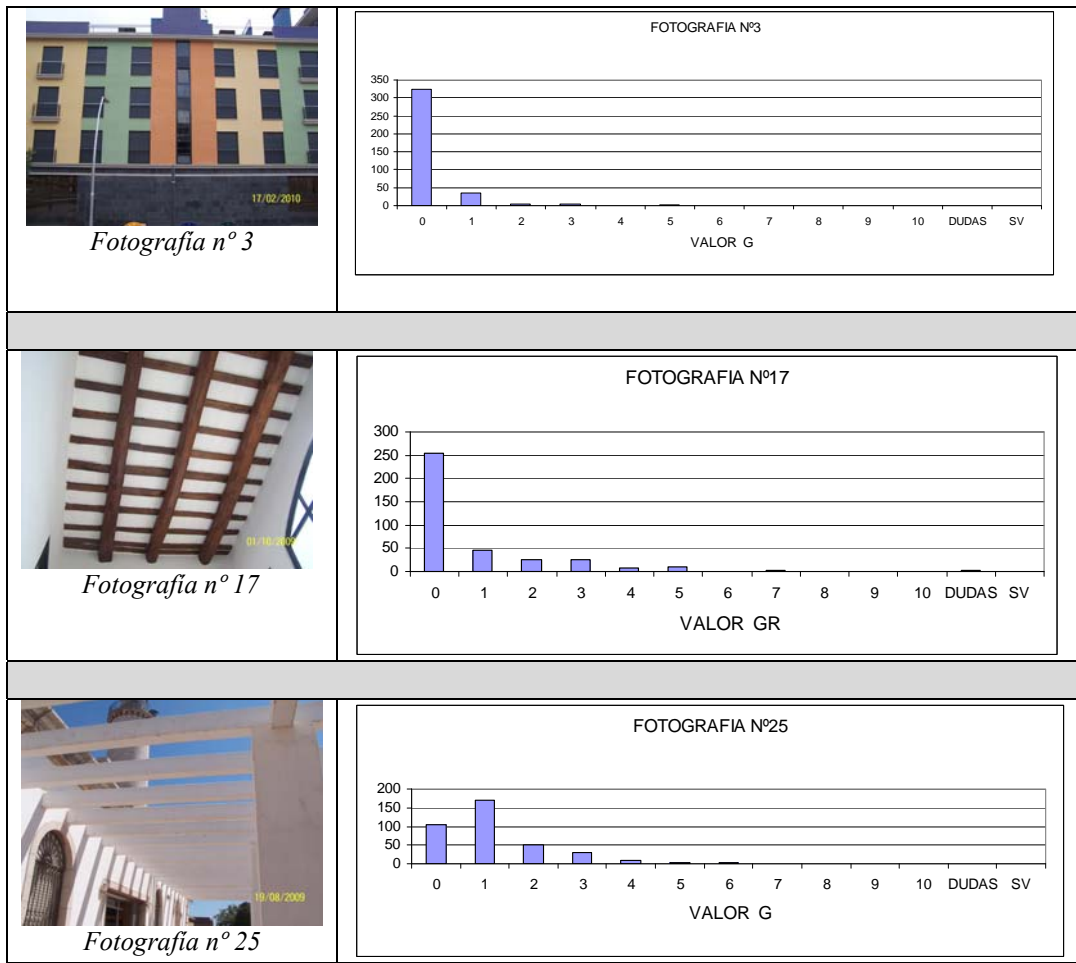 FOTOGRAFIA Nº3
350
300
250
200
150
100
50
0
0 1 2 3 4 5 6 7 8 9 10 DUDAS SV
VALOR G
17/02/2010
Fotografía nº 3
FOTOGRAFIA Nº17
300
250
200
150
100
50
0
0 1 2 3 4 5 6 7 8 9 10 DUDAS SV
VALOR GR
01/10/2009
Fotografía nº 17
FOTOGRAFIA Nº25
200
150
100
50
0
0 1 2 3 4 5 6 7 8 9 10 DUDAS SV
VALOR G
19/08/2009
Fotografía nº 25